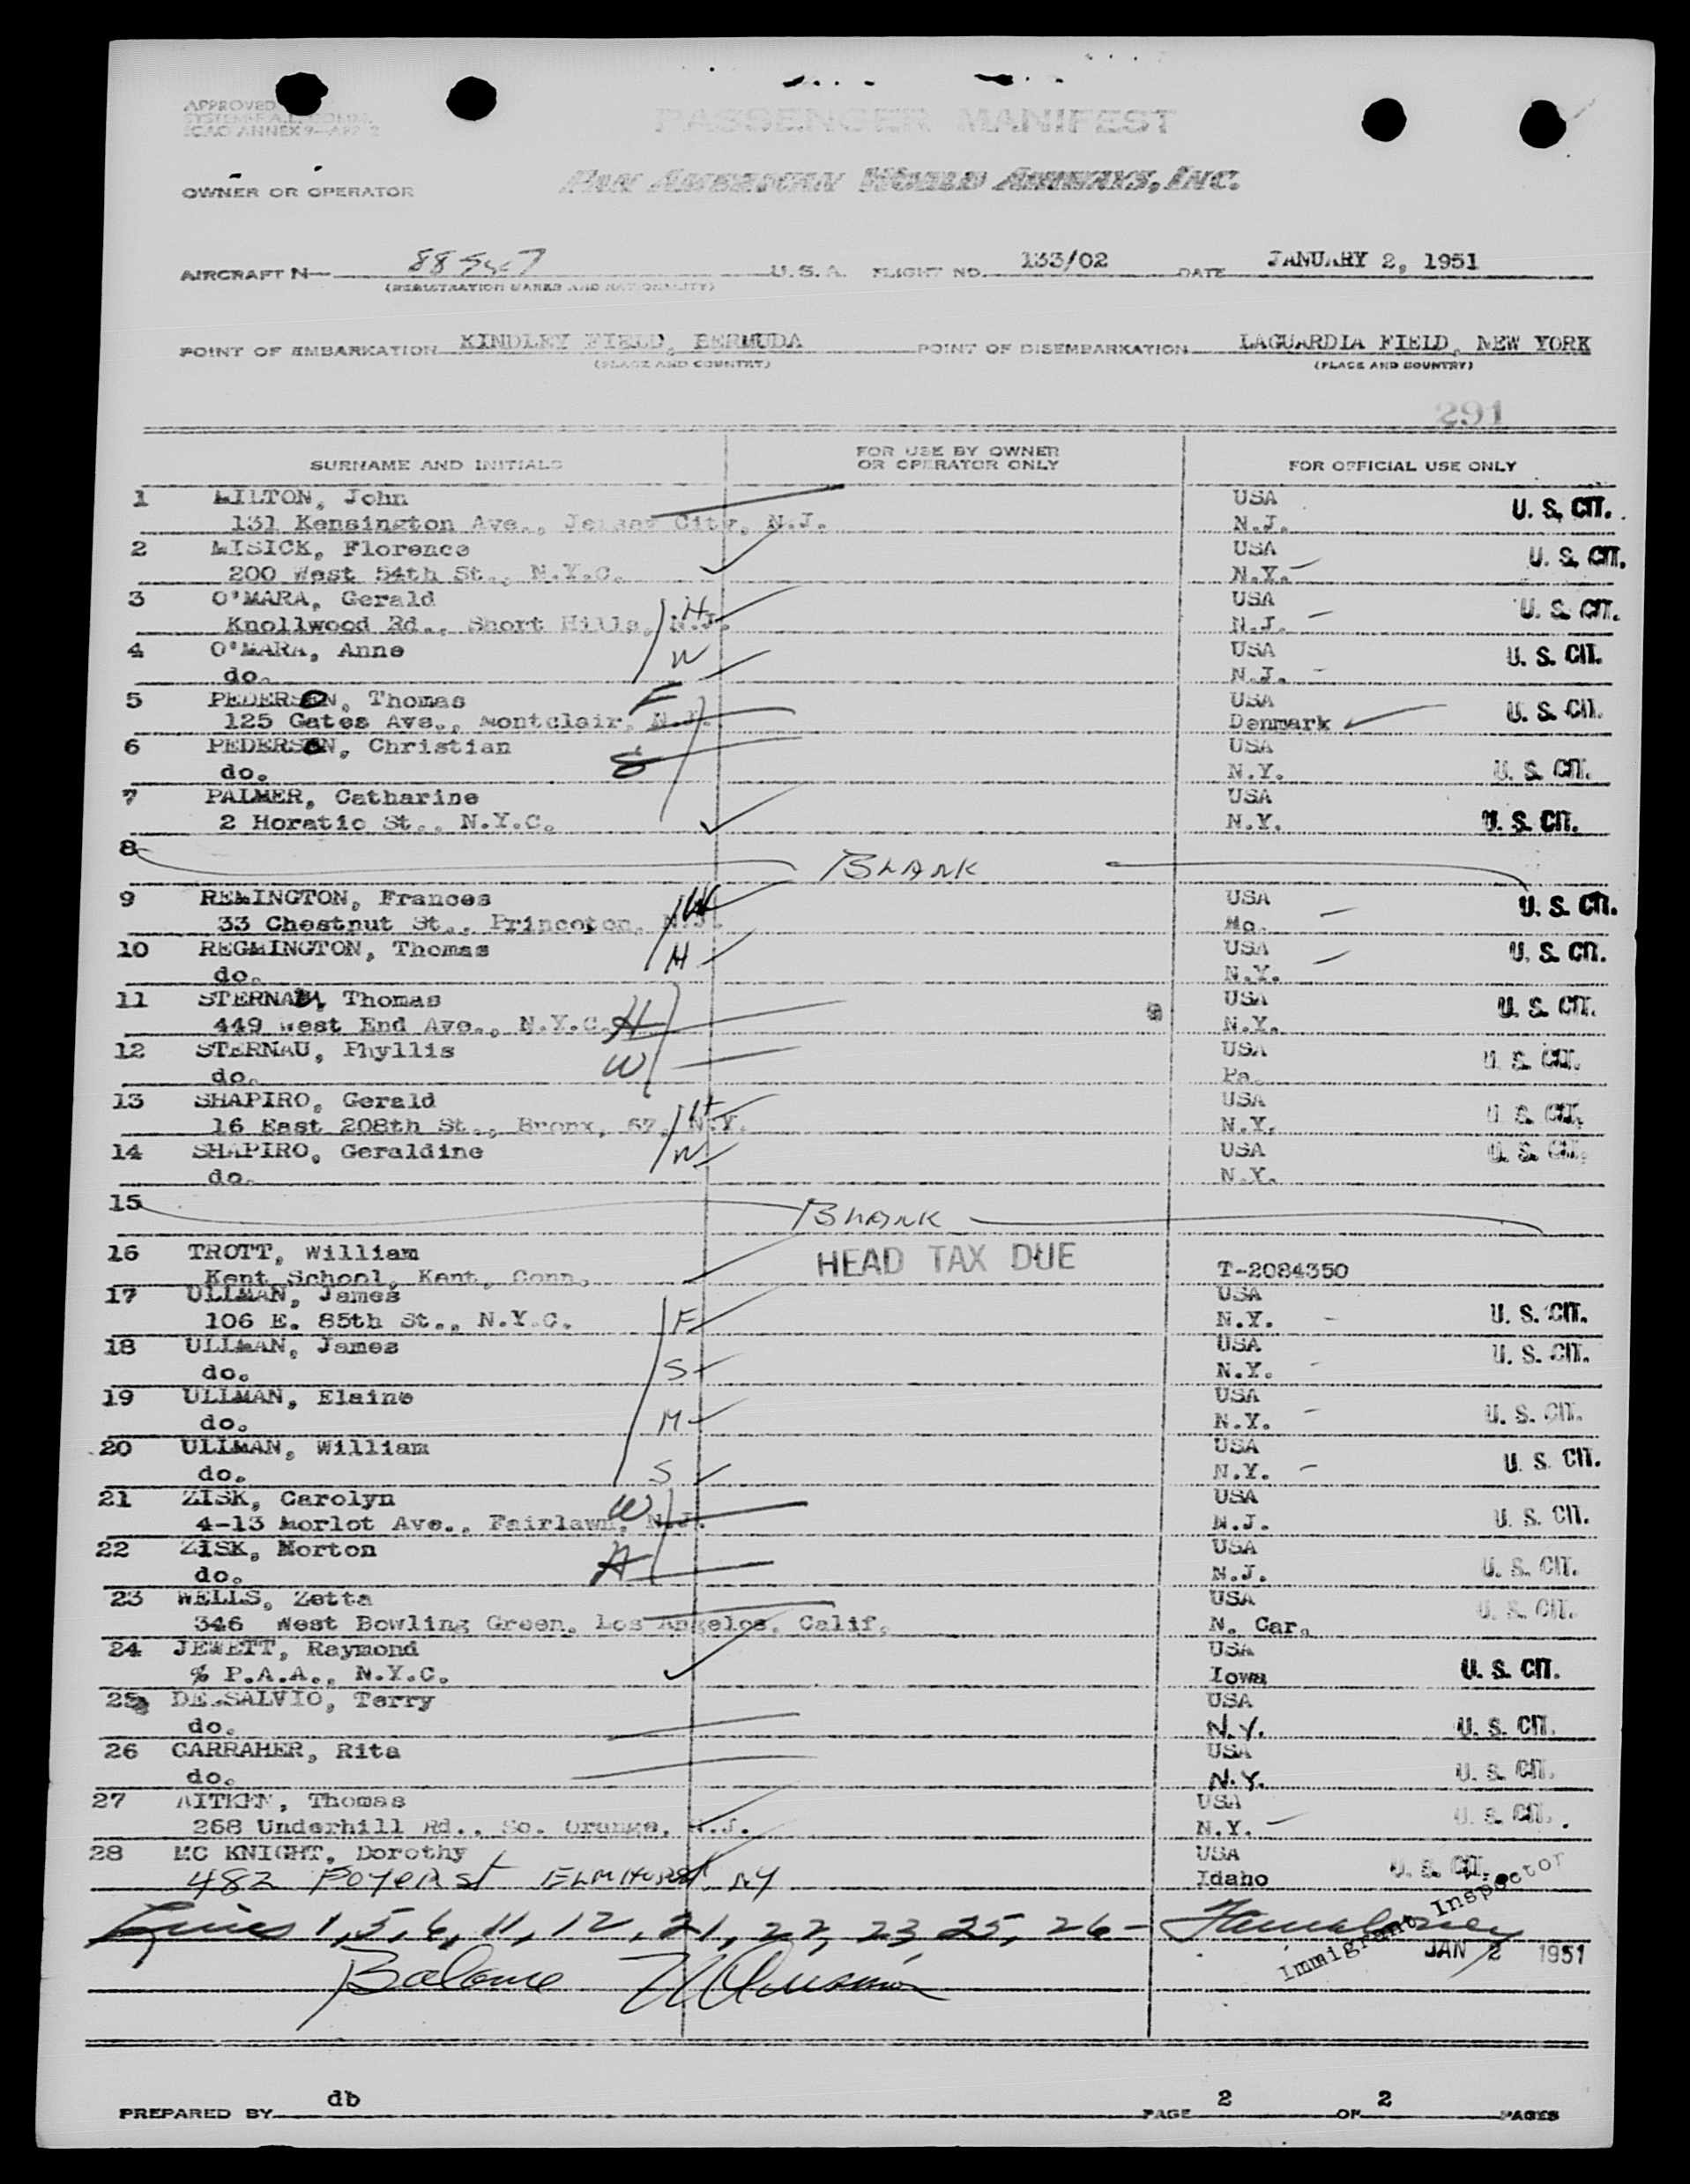 APPROVED
ICAO ANNEX 9—APP 2
PASSENGER MANIFEST
OWNER OR OPERATOR PAN AMERICAN WORLD AIRWAYS, INC.
AIRCRAFT N— U.S.A. FLIGHT NO. 133/02 DATE JANUARY 2, 1951
(REGISTRATION MARKS AND NATIONALITY)
POINT OF EMBARKATION KINDLEY FIELD, BERMUDA POINT OF DISEMBARKATION LAGUARDIA FIELD, NEW YORK
(PLACE AND COUNTRY) (PLACE AND COUNTRY)
291
SURNAME AND INITIALS FOR USE BY OWNER OR OPERATOR ONLY FOR OFFICIAL USE ONLY
1 MILTON, John USA U. S. CIT.
131 Kensington Ave., Jersey City, N.J. N.J.
2 MISICK, Florence USA U. S. CIT.
200 West 54th St., N.Y.C. N.Y.
3 O'MARA, Gerald H USA U. S. CIT.
Knollwood Rd., Short Hills, N.J. N.J.
4 O'MARA, Anne W USA U. S. CIT.
do. N.J.
5 PEDERSEN, Thomas F USA U. S. CIT.
125 Gates Ave., Montclair, N.J. Denmark
6 PEDERSEN, Christian S USA
do. N.Y. U. S. CIT.
7 PALMER, Catharine USA
2 Horatio St., N.Y.C. N.Y. U. S. CIT.
8 BLANK
9 REMINGTON, Frances W USA U. S. CIT.
33 Chestnut St., Princeton, N.J. Mo.
10 REGMINGTON, Thomas H USA U. S. CIT.
do. N.Y.
11 STERNAU, Thomas USA U. S. CIT.
449 West End Ave., N.Y.C. H N.Y.
12 STERNAU, Phyllis W USA U. S. CIT.
do. Pa.
13 SHAPIRO, Gerald H USA U. S. CIT.
16 East 208th St., Bronx, 67, N.Y. N.Y.
14 SHAPIRO, Geraldine W USA U. S. CIT.
do. N.Y.
15 BLANK
16 TROTT, William HEAD TAX DUE
Kent School, Kent, Conn. T-2084350
17 ULLMAN, James USA
106 E. 85th St., N.Y.C. F N.Y. U. S. CIT.
18 ULLMAN, James USA U. S. CIT.
do. S N.Y.
19 ULLMAN, Elaine USA
do. M N.Y. U. S. CIT.
20 ULLMAN, William USA
do. S N.Y. U. S. CIT.
21 ZISK, Carolyn W USA
4-13 Morlot Ave., Fairlawn, N.J. N.J. U. S. CIT.
22 ZISK, Morton H USA
do. N.J. U. S. CIT.
23 WELLS, Zetta USA U. S. CIT.
346 West Bowling Green, Los Angelos, Calif. N. Car.
24 JEWETT, Raymond USA
% P.A.A., N.Y.C. Iowa U. S. CIT.
25 DE SALVIO, Terry USA
do. N.Y. U. S. CIT.
26 CARRAHER, Rita USA
do. N.Y. U. S. CIT.
27 AITKEN, Thomas USA
268 Underhill Rd., So. Orange, N.J. N.Y. U. S. CIT.
28 MC KNIGHT, Dorothy USA
482 ELMHURST NY Idaho U. S. CIT.
Lines 1, 5, 6, 11, 12, 21, 22, 23, 25, 26 —
Immigrant Inspector
JAN 2 1951
Balance
PREPARED BY db PAGE 2 OF 2 PAGES